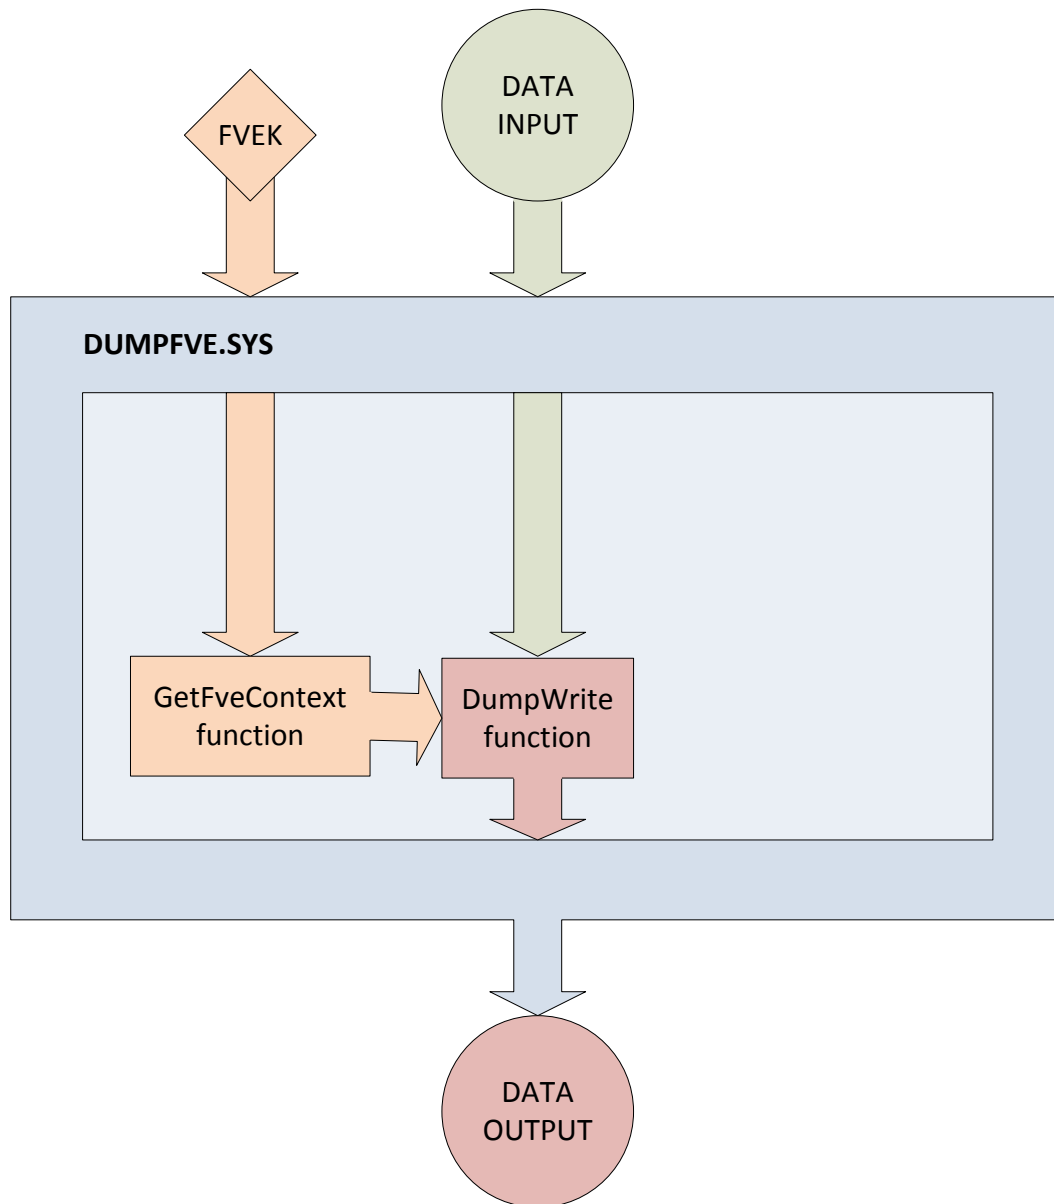 FVEK
DATA
INPUT
DUMPFVE.SYS
GetFveContext
function
DumpWrite
function
DATA
OUTPUT